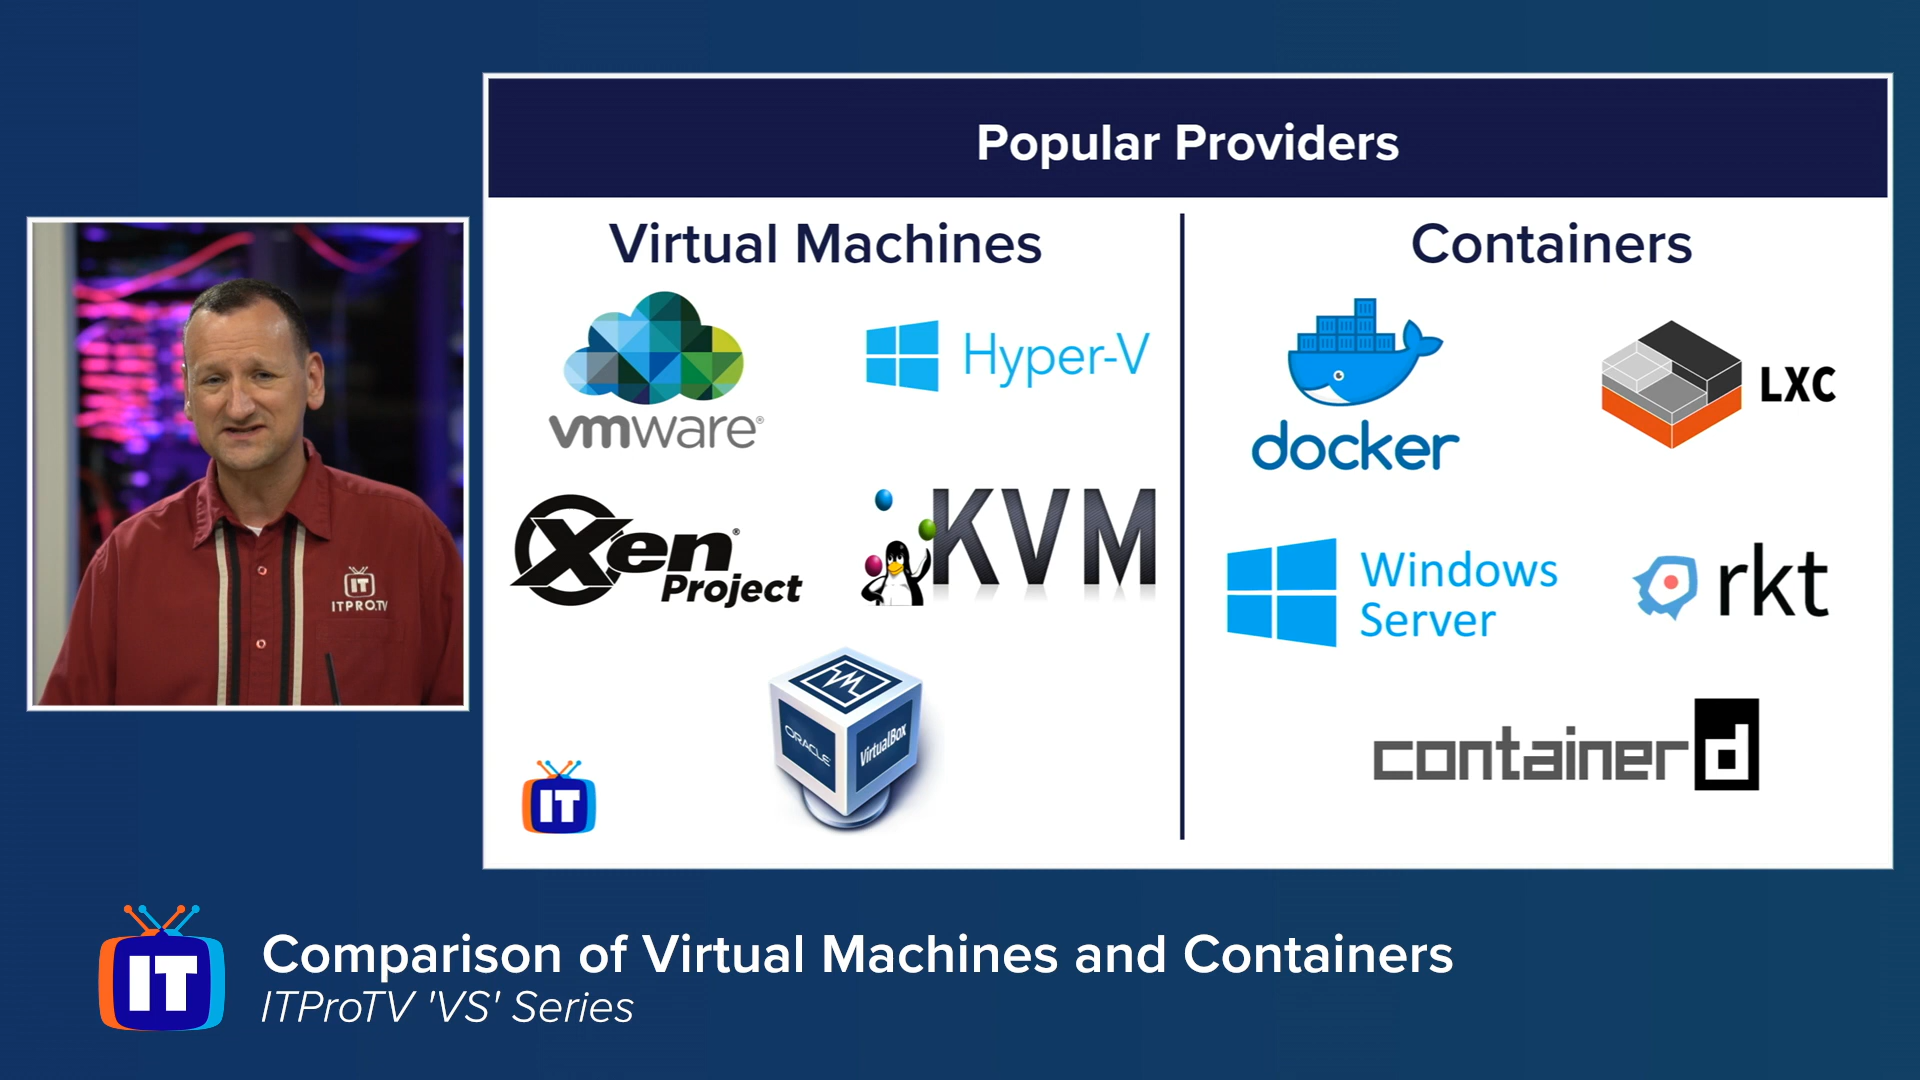 Popular Providers
Virtual Machines
Containers
vmware®
Hyper-V
docker
LXC
Xen®
Project
KVM
Windows
Server
rkt
ORACLE
VirtualBox
containerd
IT
IT
ITPRO.TV
IT
Comparison of Virtual Machines and Containers
ITProTV 'VS' Series